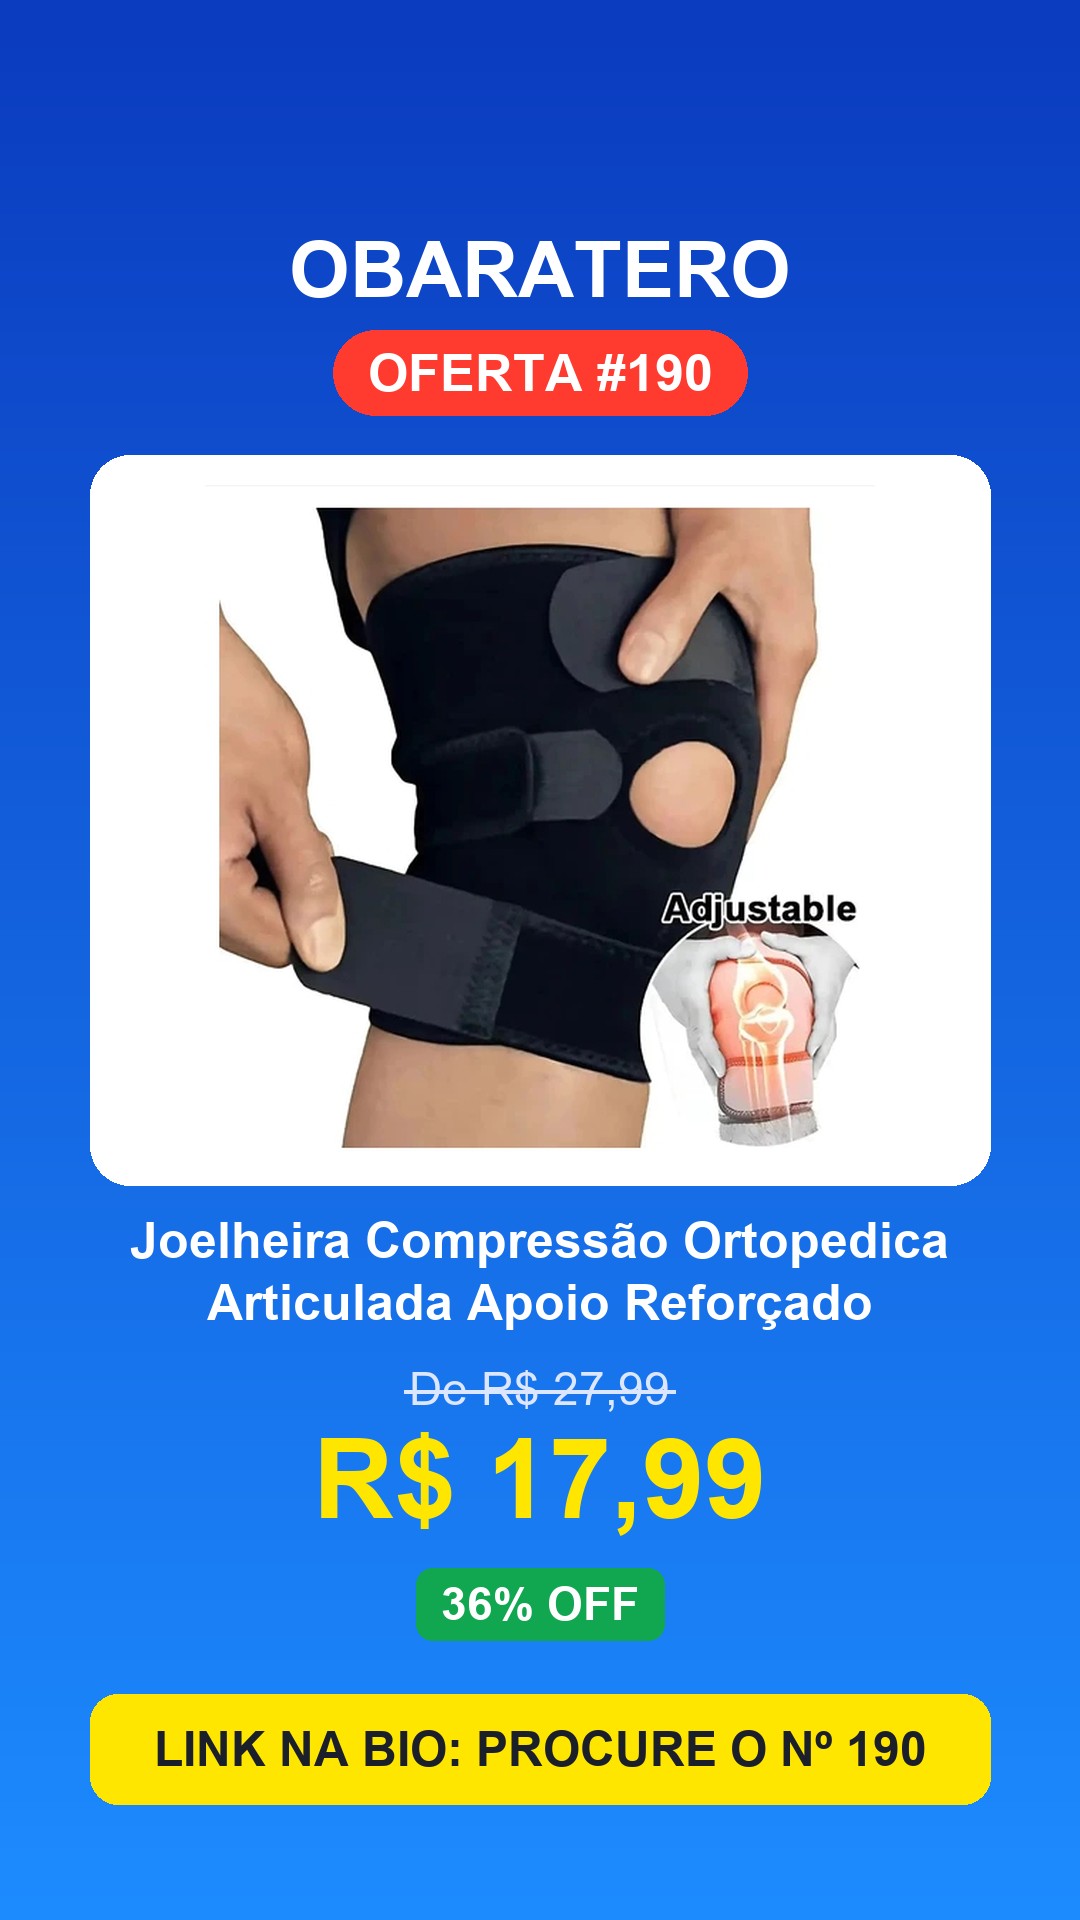 OBARATERO
OFERTA #190
Adjustable
Joelheira Compressão Ortopedica
Articulada Apoio Reforçado
De R$ 27,99
R$ 17,99
36% OFF
LINK NA BIO: PROCURE O Nº 190